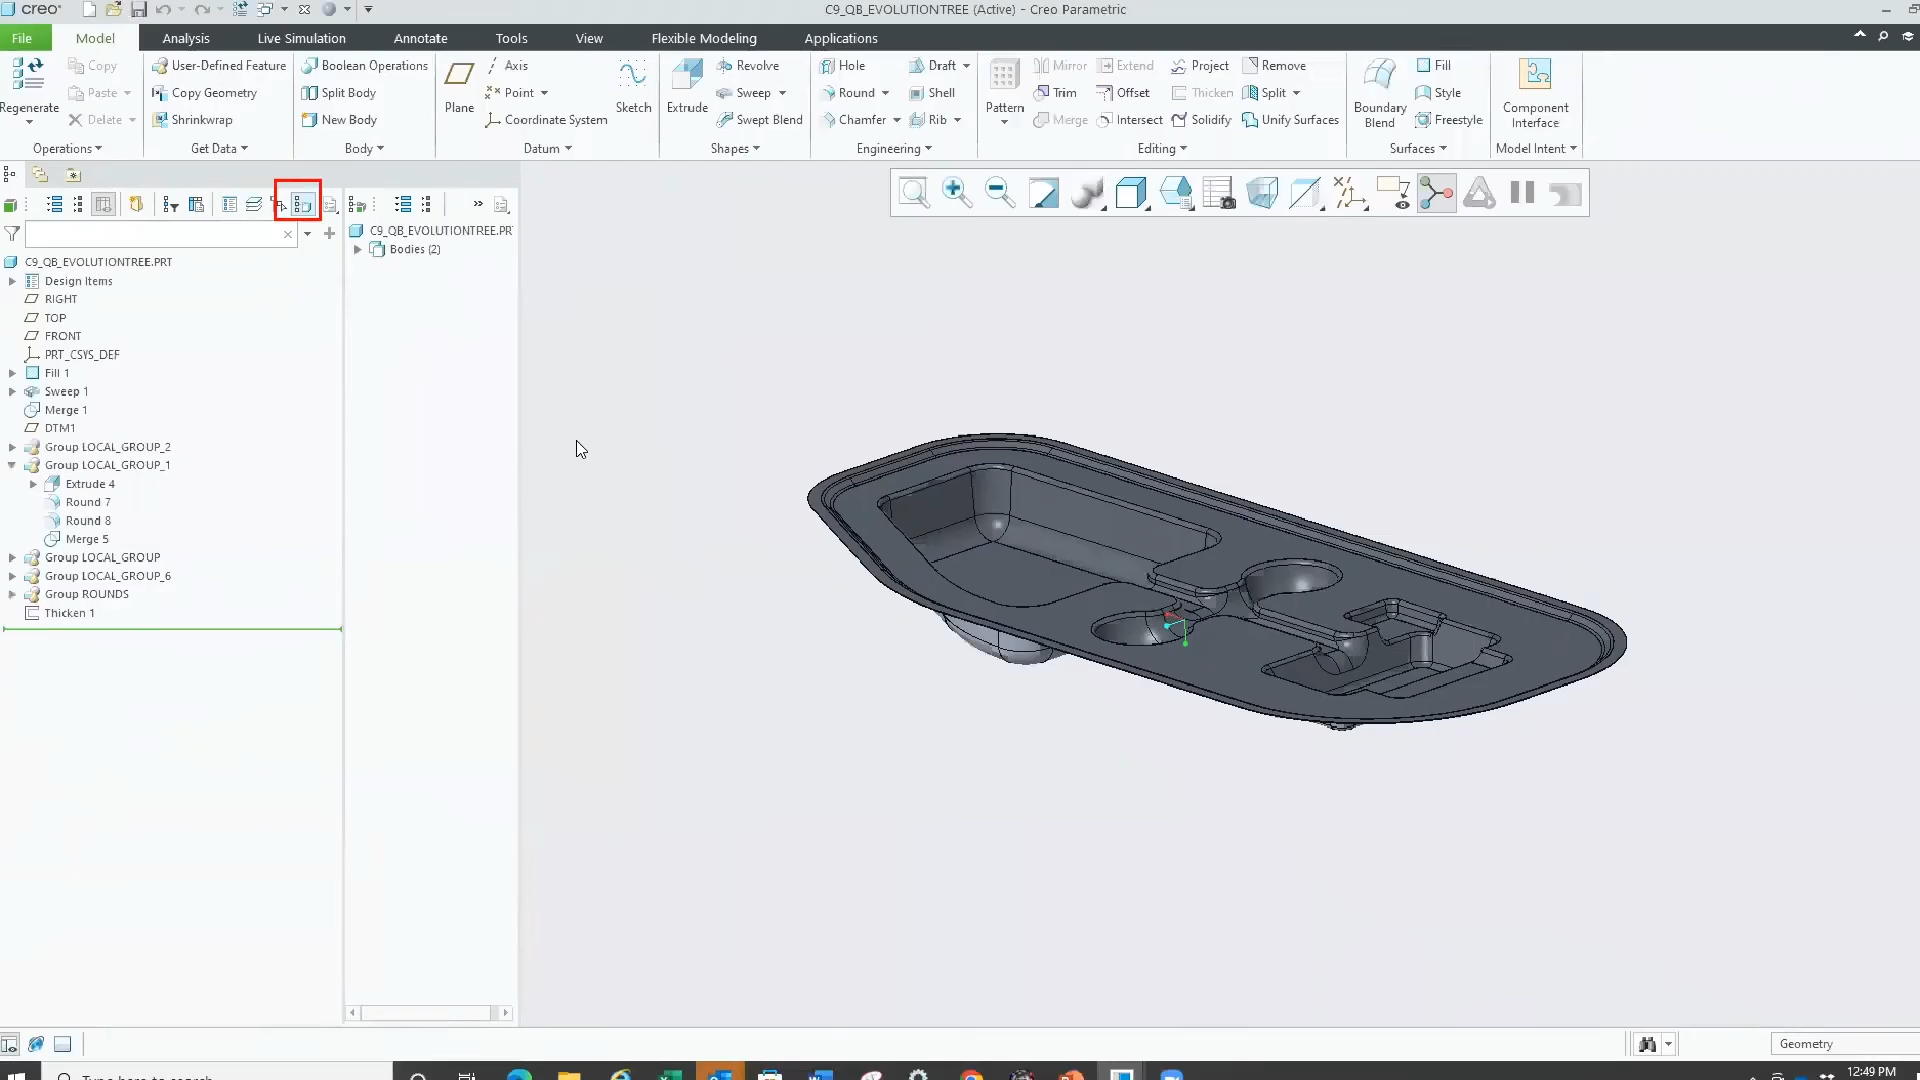 creo°
C9_QB_EVOLUTIONTREE (Active) - Creo Parametric
File Model Analysis Live Simulation Annotate Tools View Flexible Modeling Applications
Regenerate
Copy
Paste
Delete
Operations
User-Defined Feature
Copy Geometry
Shrinkwrap
Get Data
Boolean Operations
Split Body
New Body
Body
Plane
Axis
Point
Coordinate System
Sketch
Datum
Extrude
Revolve
Sweep
Swept Blend
Shapes
Hole
Round
Chamfer
Draft
Shell
Rib
Engineering
Pattern
Mirror
Trim
Merge
Extend
Offset
Intersect
Project
Thicken
Solidify
Remove
Split
Unify Surfaces
Editing
Boundary
Blend
Fill
Style
Freestyle
Surfaces
Component
Interface
Model Intent
C9_QB_EVOLUTIONTREE.PRT
Design Items
RIGHT
TOP
FRONT
PRT_CSYS_DEF
Fill 1
Sweep 1
Merge 1
DTM1
Group LOCAL_GROUP_2
Group LOCAL_GROUP_1
Extrude 4
Round 7
Round 8
Merge 5
Group LOCAL_GROUP
Group LOCAL_GROUP_6
Group ROUNDS
Thicken 1
C9_QB_EVOLUTIONTREE.PR
Bodies (2)
Geometry
Type here to search
12:49 PM